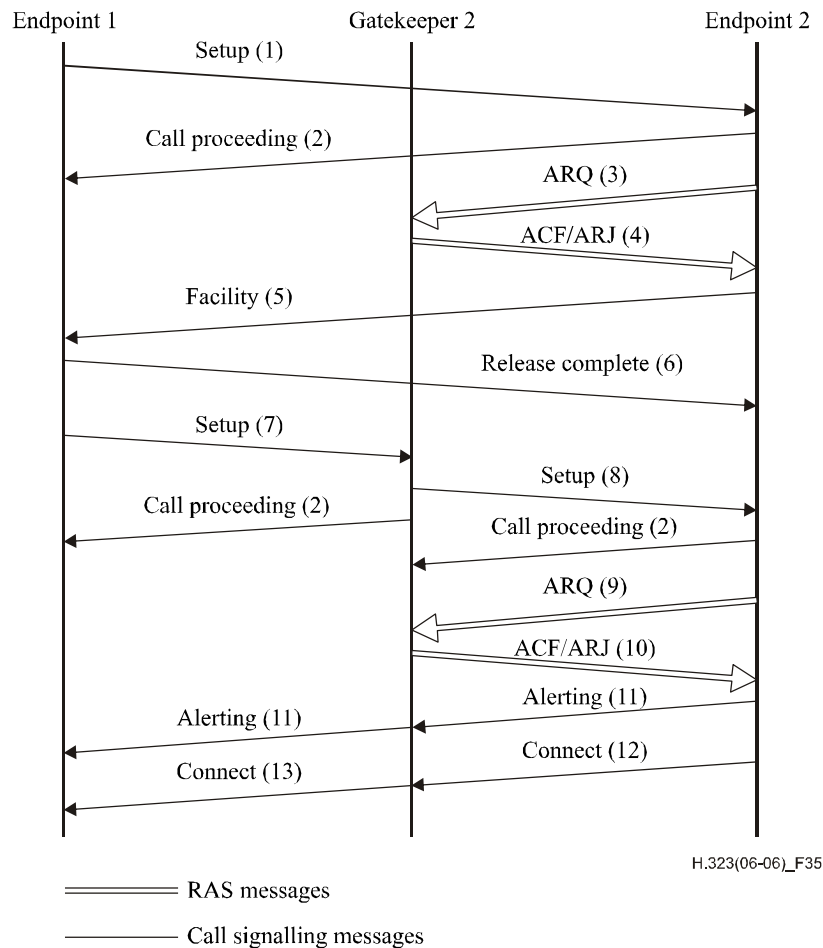 Endpoint 1 Gatekeeper 2 Endpoint 2
Setup (1)
Call proceeding (2)
ARQ (3)
ACF/ARJ (4)
Facility (5)
Release complete (6)
Setup (7)
Setup (8)
Call proceeding (2)
Call proceeding (2)
ARQ (9)
ACF/ARJ (10)
Alerting (11)
Alerting (11)
Connect (12)
Connect (13)
H.323(06-06)_F35
RAS messages
Call signalling messages